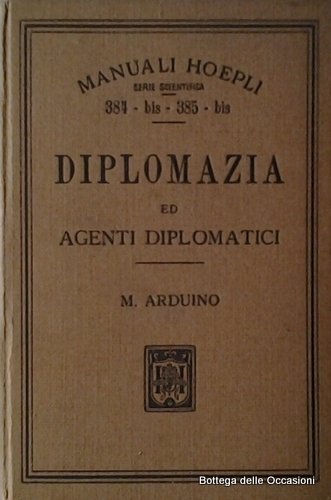 MANUALI HOEPLI
SERIE SCIENTIFICA
384 - bis - 385 - bis
DIPLOMAZIA
ED
AGENTI DIPLOMATICI
M. ARDUINO
Bottega delle Occasioni